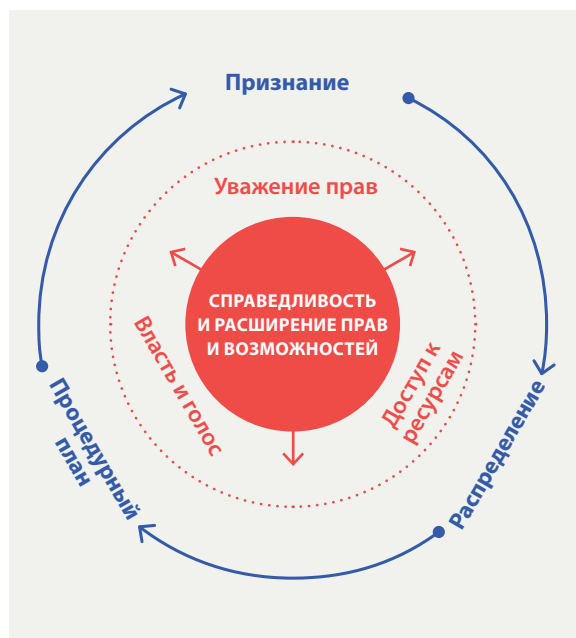 Признание
Уважение прав
СПРАВЕДЛИВОСТЬ
И РАСШИРЕНИЕ ПРАВ
И ВОЗМОЖНОСТЕЙ
Власть и голос
Доступ к
ресурсам
Процедурный
план
Распределение